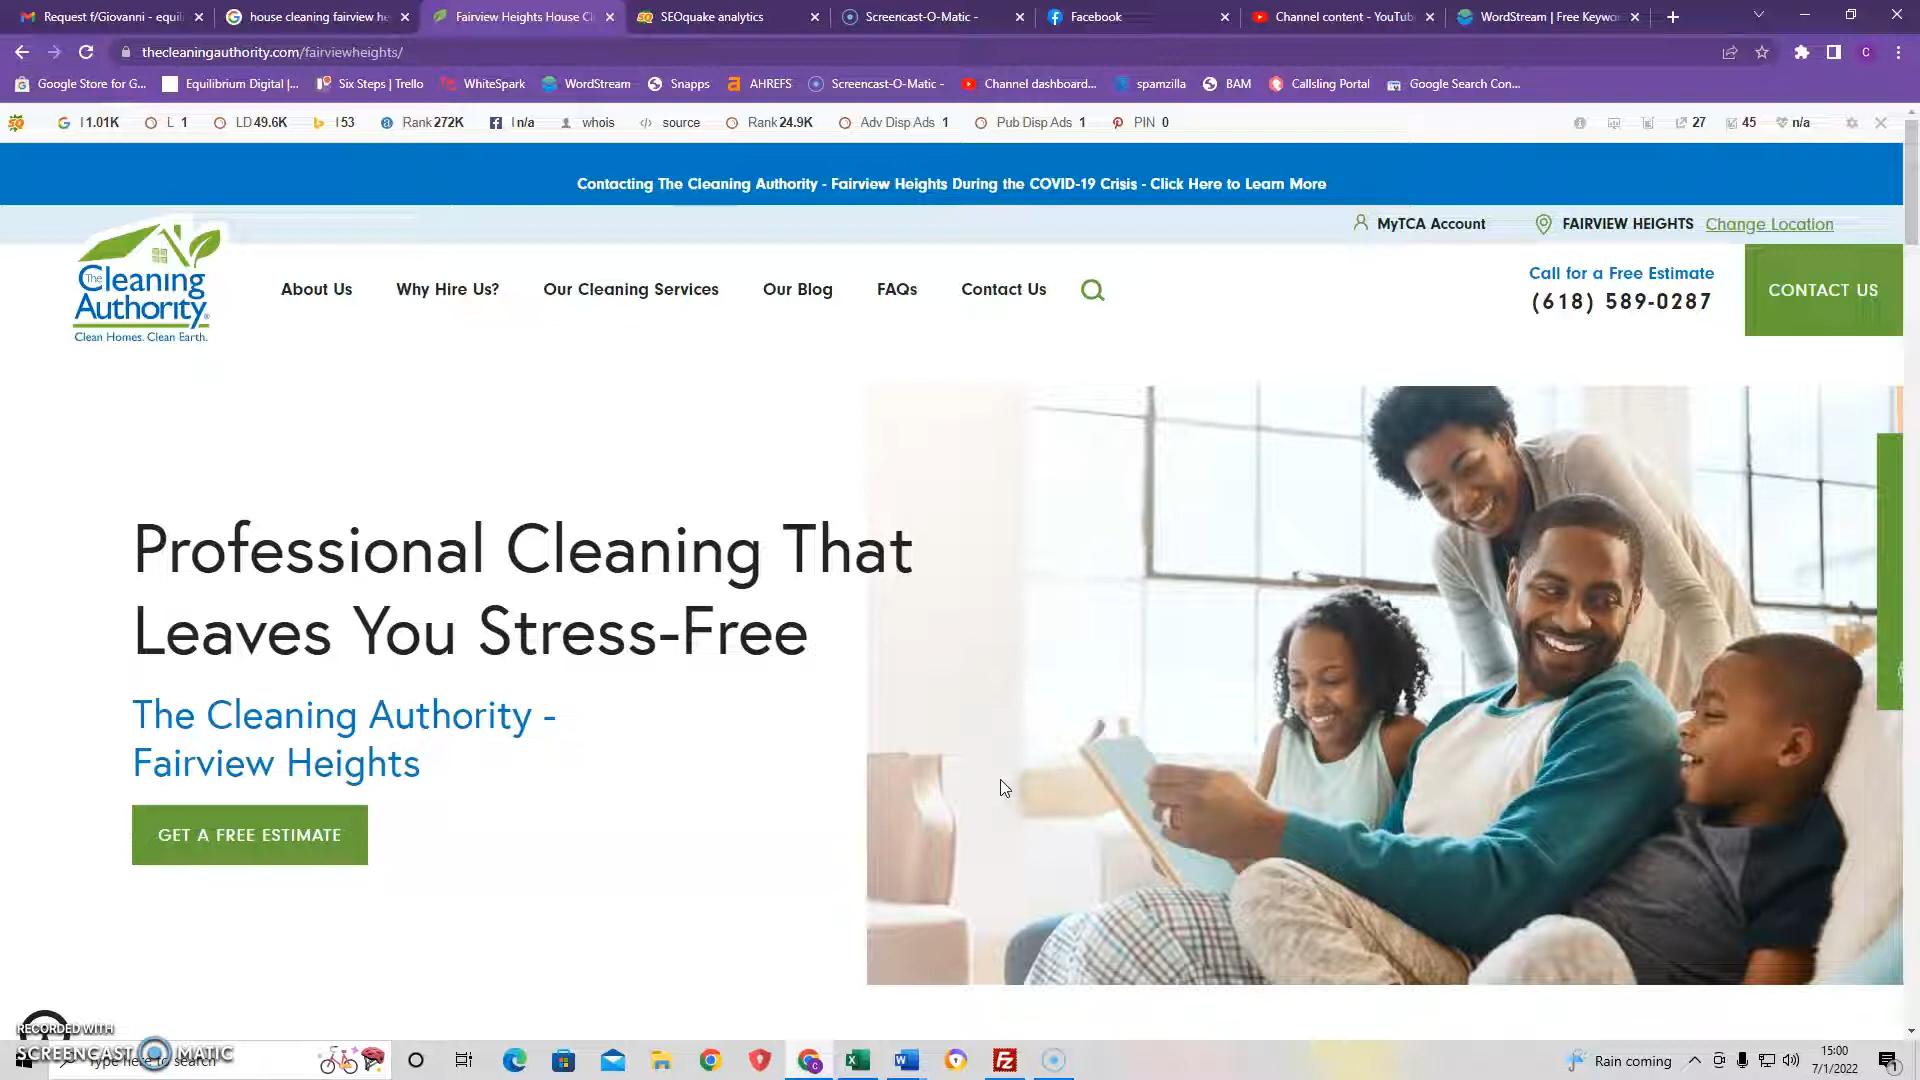 Request f/Giovanni - equil
house cleaning fairview he
Fairview Heights House Cl
SEOquake analytics
Screencast-O-Matic -
Facebook
Channel content - YouTub
WordStream | Free Keywo
thecleaningauthority.com/fairviewheights/
Google Store for G...
Equilibrium Digital |...
Six Steps | Trello
WhiteSpark
WordStream
Snapps
AHREFS
Screencast-O-Matic -
Channel dashboard...
spamzilla
BAM
Callsling Portal
Google Search Con...
I 1.01K
L 1
LD 49.6K
I 53
Rank 272K
I n/a
whois
source
Rank 24.9K
Adv Disp Ads 1
Pub Disp Ads 1
PIN 0
27
45
n/a
Contacting The Cleaning Authority - Fairview Heights During the COVID-19 Crisis - Click Here to Learn More
MyTCA Account
FAIRVIEW HEIGHTS
Change Location
The Cleaning Authority
Clean Homes. Clean Earth.
About Us
Why Hire Us?
Our Cleaning Services
Our Blog
FAQs
Contact Us
Call for a Free Estimate
(618) 589-0287
CONTACT US
Professional Cleaning That
Leaves You Stress-Free
The Cleaning Authority -
Fairview Heights
GET A FREE ESTIMATE
RECORDED WITH
SCREENCAST MATIC
Type here to search
Rain coming
15:00
7/1/2022